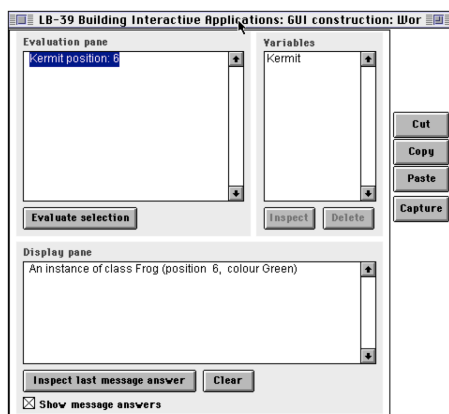 LB-39 Building Interactive Applications: GUI construction: Wor
Evaluation pane
Variables
Kermit position: 6
Kermit
Cut
Copy
Paste
Capture
Evaluate selection
Inspect
Delete
Display pane
An instance of class Frog (position 6, colour Green)
Inspect last message answer
Clear
Show message answers